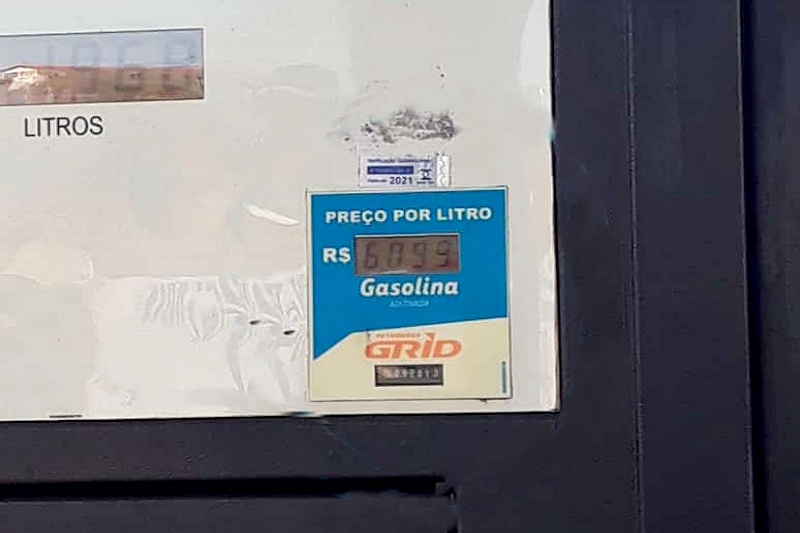 LITROS
2021
PREÇO POR LITRO
R$ 6.099
Gasolina
ADITIVADA
PETROBRAS
GRID